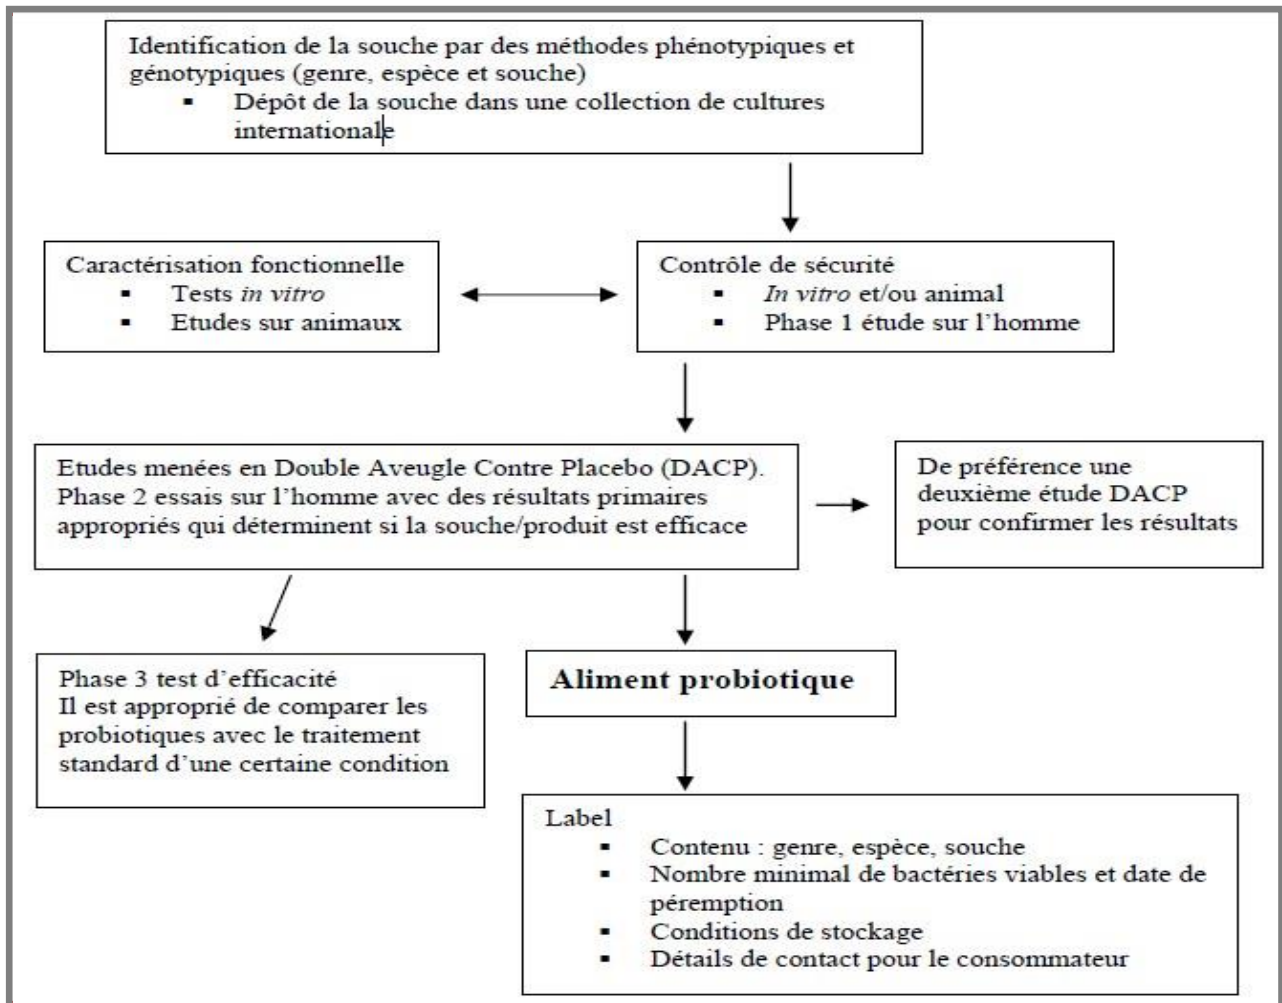 Identification de la souche par des méthodes phénotypiques et
génotypiques (genre, espèce et souche)
▪ Dépôt de la souche dans une collection de cultures
internationale
Caractérisation fonctionnelle
▪ Tests in vitro
▪ Etudes sur animaux
Contrôle de sécurité
▪ In vitro et/ou animal
▪ Phase 1 étude sur l'homme
Etudes menées en Double Aveugle Contre Placebo (DACP).
Phase 2 essais sur l'homme avec des résultats primaires
appropriés qui déterminent si la souche/produit est efficace
De préférence une
deuxième étude DACP
pour confirmer les résultats
Phase 3 test d'efficacité
Il est approprié de comparer les
probiotiques avec le traitement
standard d'une certaine condition
Aliment probiotique
Label
▪ Contenu : genre, espèce, souche
▪ Nombre minimal de bactéries viables et date de
péremption
▪ Conditions de stockage
▪ Détails de contact pour le consommateur